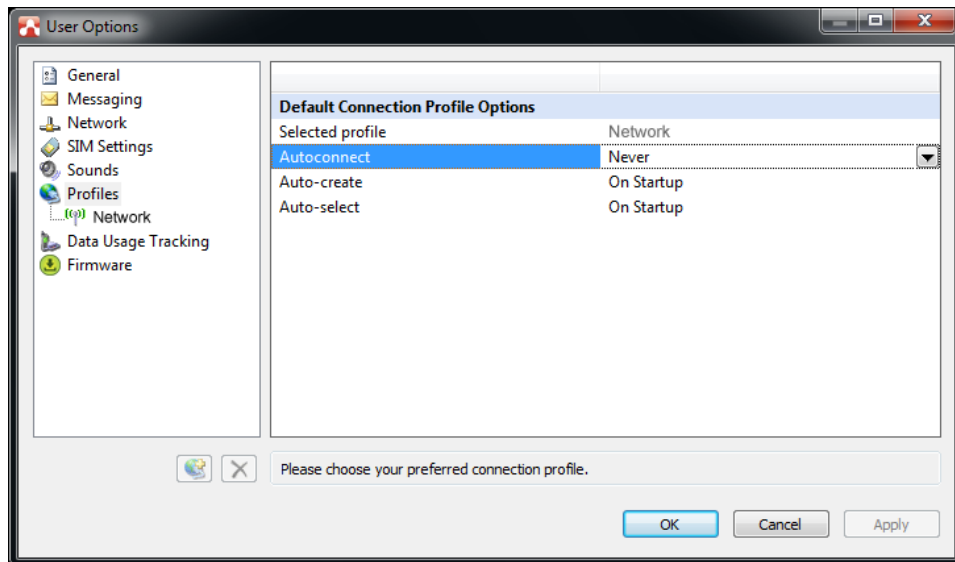 User Options
General
Messaging
Network
SIM Settings
Sounds
Profiles
Network
Data Usage Tracking
Firmware
Default Connection Profile Options
Selected profile Network
Autoconnect Never
Auto-create On Startup
Auto-select On Startup
Please choose your preferred connection profile.
OK Cancel Apply